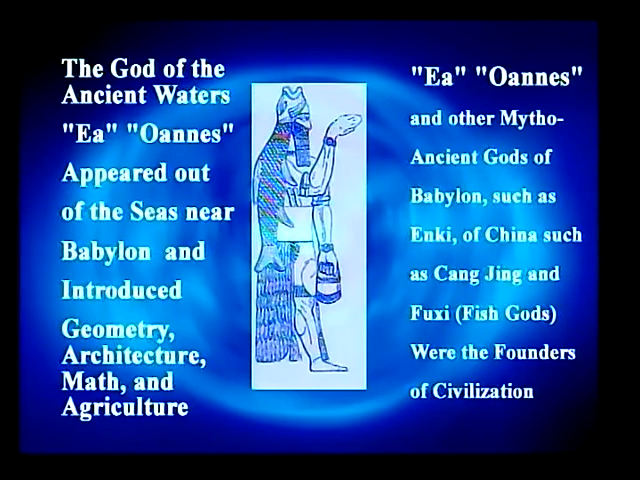 The God of the
Ancient Waters
"Ea" "Oannes"
Appeared out
of the Seas near
Babylon and
Introduced
Geometry,
Architecture,
Math, and
Agriculture
"Ea" "Oannes"
and other Mytho-
Ancient Gods of
Babylon, such as
Enki, of China such
as Cang Jing and
Fuxi (Fish Gods)
Were the Founders
of Civilization